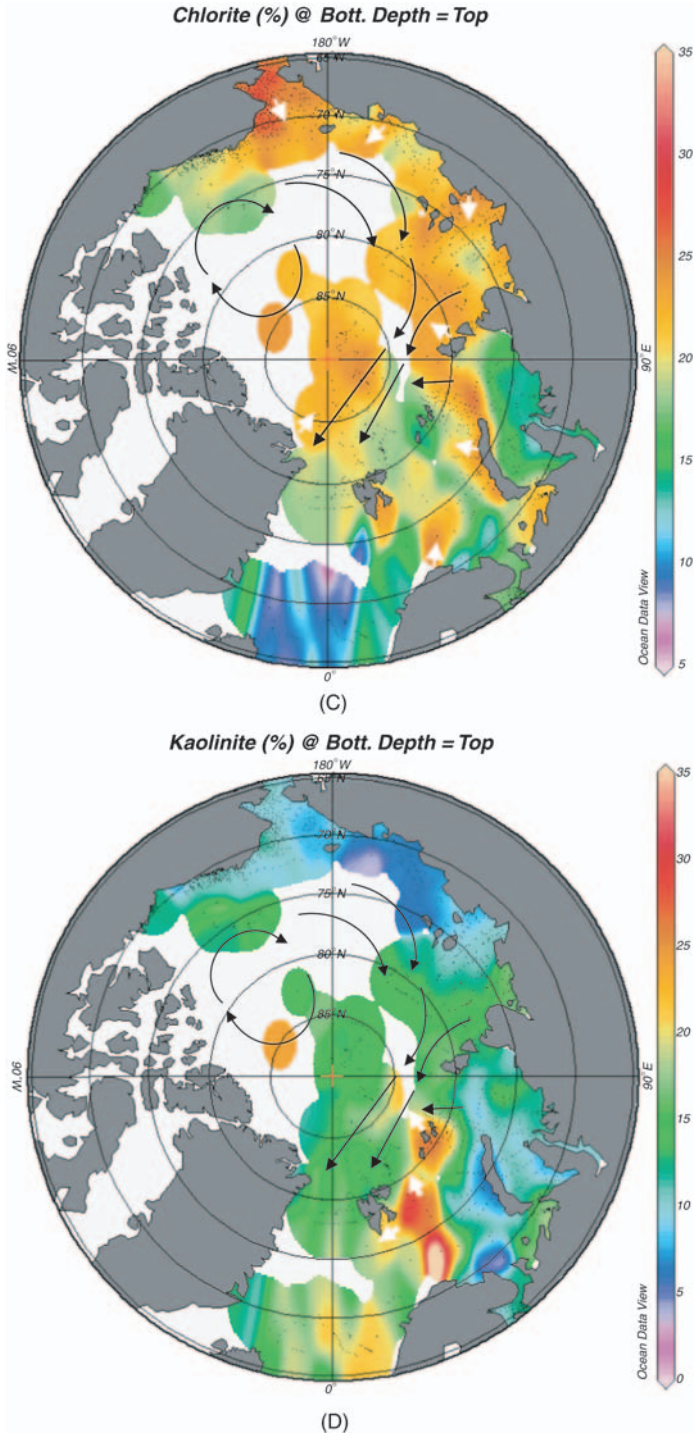 Chlorite (%) @ Bott. Depth = Top
180°W
65°N
70°N
75°N
80°N
85°N
90°W
90°E
0°
35
30
25
20
15
10
5
Ocean Data View
(C)
Kaolinite (%) @ Bott. Depth = Top
180°W
65°N
70°N
75°N
80°N
85°N
90°W
90°E
0°
35
30
25
20
15
10
5
0
Ocean Data View
(D)